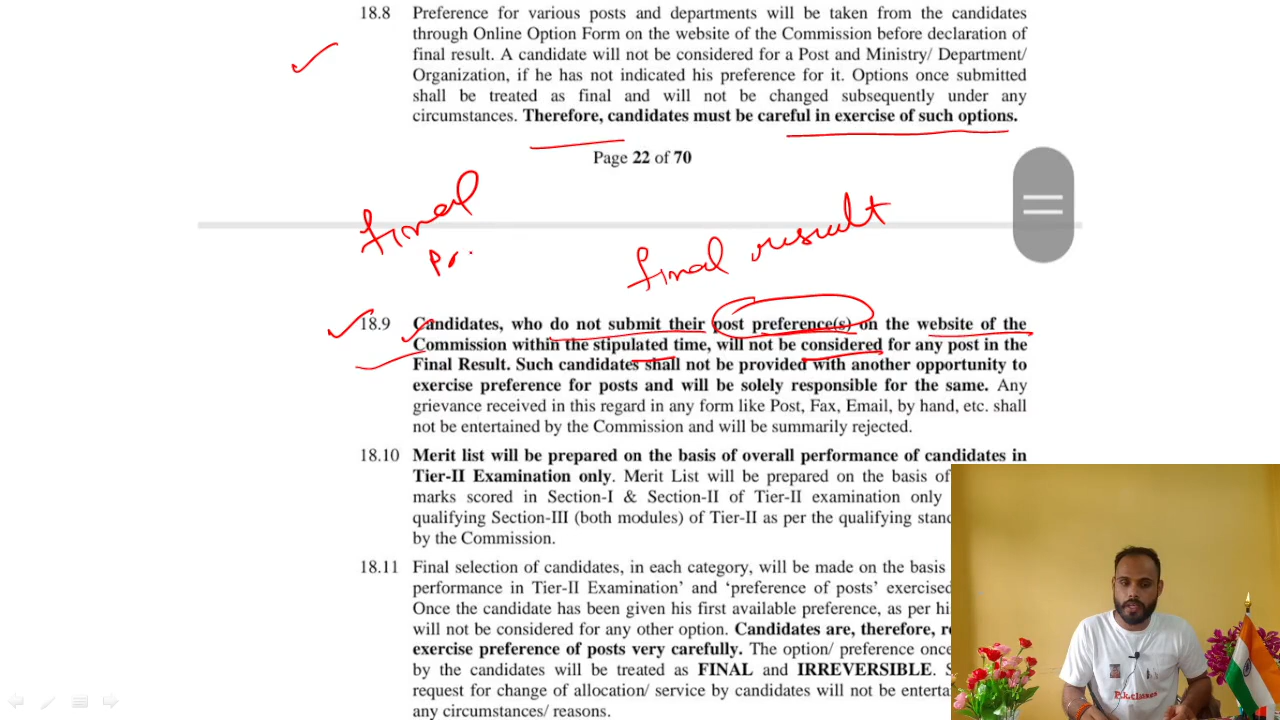 18.8 Preference for various posts and departments will be taken from the candidates
through Online Option Form on the website of the Commission before declaration of
final result. A candidate will not be considered for a Post and Ministry/ Department/
Organization, if he has not indicated his preference for it. Options once submitted
shall be treated as final and will not be changed subsequently under any
circumstances. Therefore, candidates must be careful in exercise of such options.
Page 22 of 70
final
Pr.
final result
18.9 Candidates, who do not submit their post preference(s) on the website of the
Commission within the stipulated time, will not be considered for any post in the
Final Result. Such candidates shall not be provided with another opportunity to
exercise preference for posts and will be solely responsible for the same. Any
grievance received in this regard in any form like Post, Fax, Email, by hand, etc. shall
not be entertained by the Commission and will be summarily rejected.
18.10 Merit list will be prepared on the basis of overall performance of candidates in
Tier-II Examination only. Merit List will be prepared on the basis of
marks scored in Section-I & Section-II of Tier-II examination only
qualifying Section-III (both modules) of Tier-II as per the qualifying stan
by the Commission.
18.11 Final selection of candidates, in each category, will be made on the basis
performance in Tier-II Examination’ and ‘preference of posts’ exercised
Once the candidate has been given his first available preference, as per hi
will not be considered for any other option. Candidates are, therefore, r
exercise preference of posts very carefully. The option/ preference once
by the candidates will be treated as FINAL and IRREVERSIBLE. S
request for change of allocation/ service by candidates will not be enterta
any circumstances/ reasons.